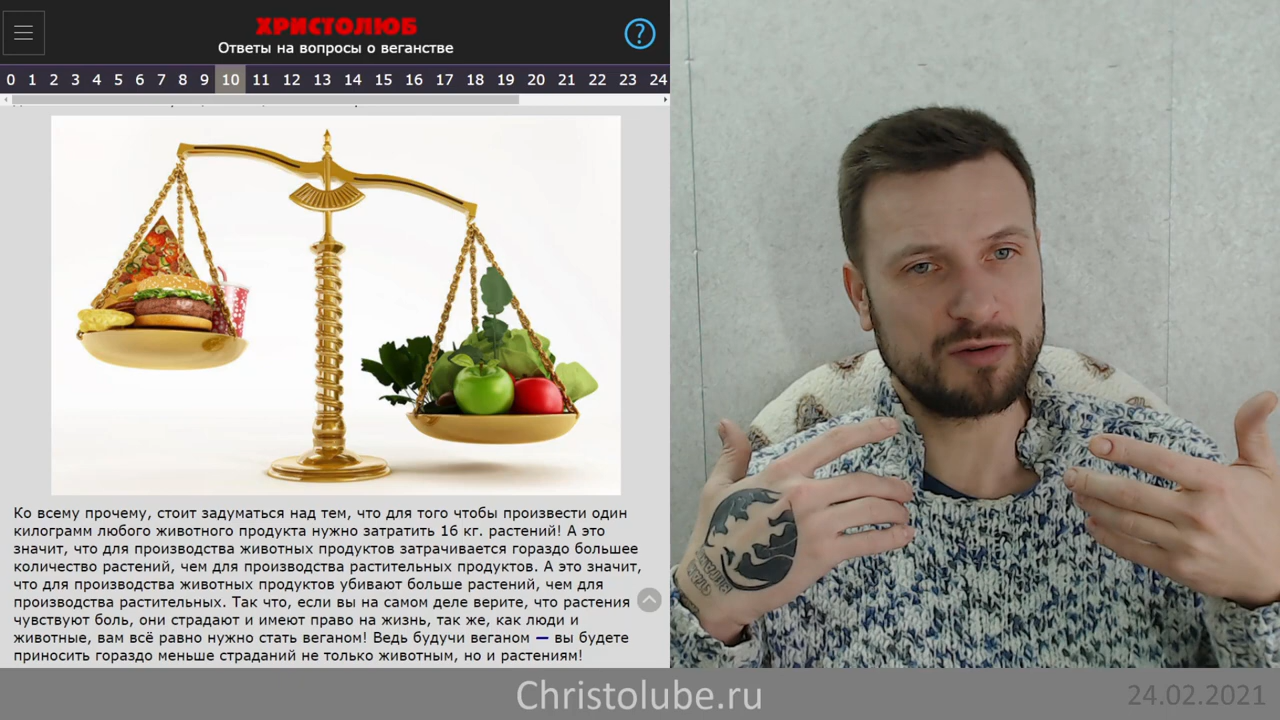 ХРИСТОЛЮБ
Ответы на вопросы о веганстве
?
0 1 2 3 4 5 6 7 8 9 10 11 12 13 14 15 16 17 18 19 20 21 22 23 24
Ко всему прочему, стоит задуматься над тем, что для того чтобы произвести один
килограмм любого животного продукта нужно затратить 16 кг. растений! А это
значит, что для производства животных продуктов затрачивается гораздо большее
количество растений, чем для производства растительных продуктов. А это значит,
что для производства животных продуктов убивают больше растений, чем для
производства растительных. Так что, если вы на самом деле верите, что растения
чувствуют боль, они страдают и имеют право на жизнь, так же, как люди и
животные, вам всё равно нужно стать веганом! Ведь будучи веганом — вы будете
приносить гораздо меньше страданий не только животным, но и растениям!
Christolube.ru
24.02.2021